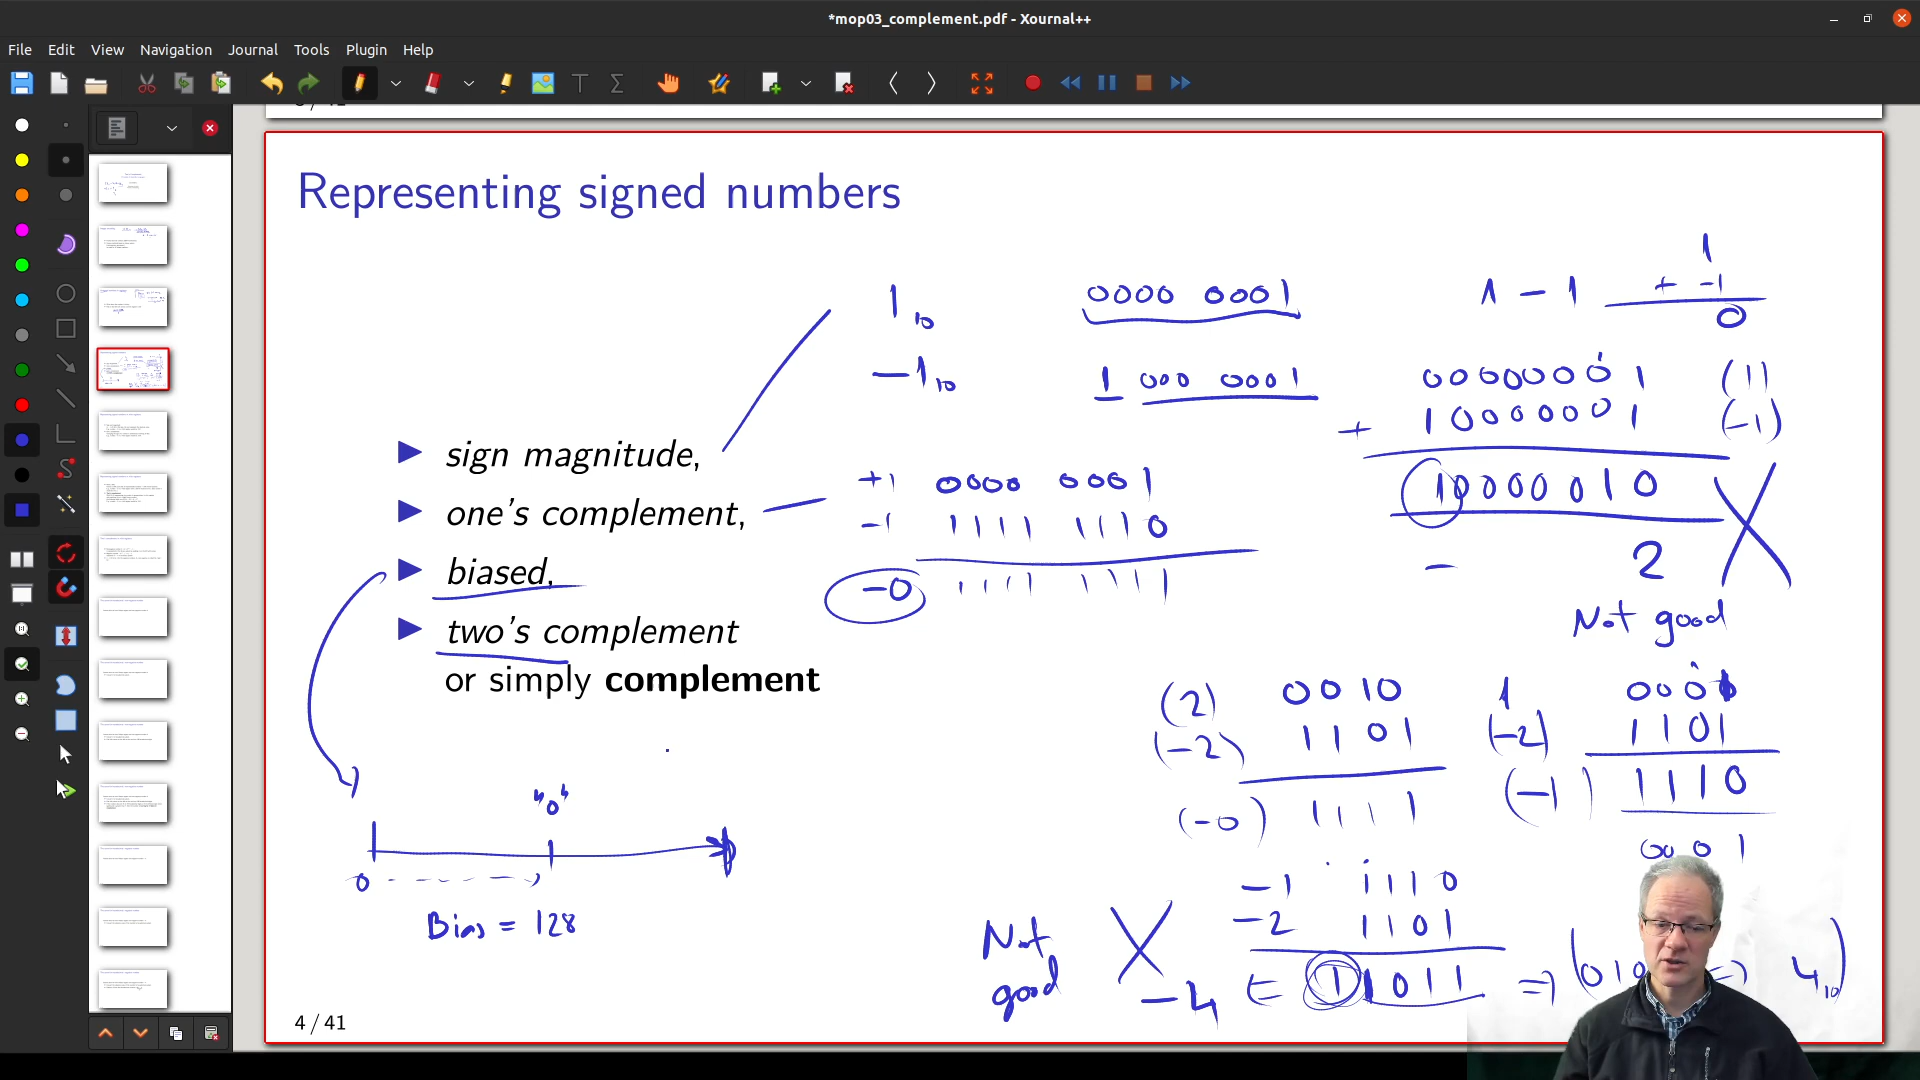 *mop03_complement.pdf - Xournal++
File Edit View Navigation Journal Tools Plugin Help
Representing signed numbers
▶ sign magnitude,
▶ one's complement,
▶ biased,
▶ two's complement
or simply complement
1₁₀ 0000 0001
-1₁₀ 1 000 0001
1 - 1
1
+ -1
0
00000001 (1)
+ 10000001 (-1)
10000010
- 2
Not good
+1 0000 0001
-1 1111 1110
-0 1111 1111
(2) 0010
(-2) 1101
(-0) 1111
1 0001
(-2) 1101
(-1) 1110
0001
-1 1110
-2 1101
Not good
-4 ⇐ 11011 ⇒ (010 ⇒ 4₁₀)
"0"
0
Bias = 128
4 / 41